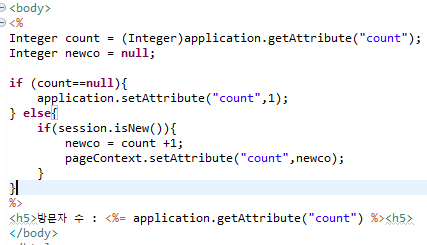 <body>
<%
Integer count = (Integer)application.getAttribute("count");
Integer newco = null;
if (count==null){
application.setAttribute("count",1);
} else{
if(session.isNew()){
newco = count +1;
pageContext.setAttribute("count",newco);
}
}
%>
<h5>방문자 수 : <%= application.getAttribute("count") %><h5>
</body>